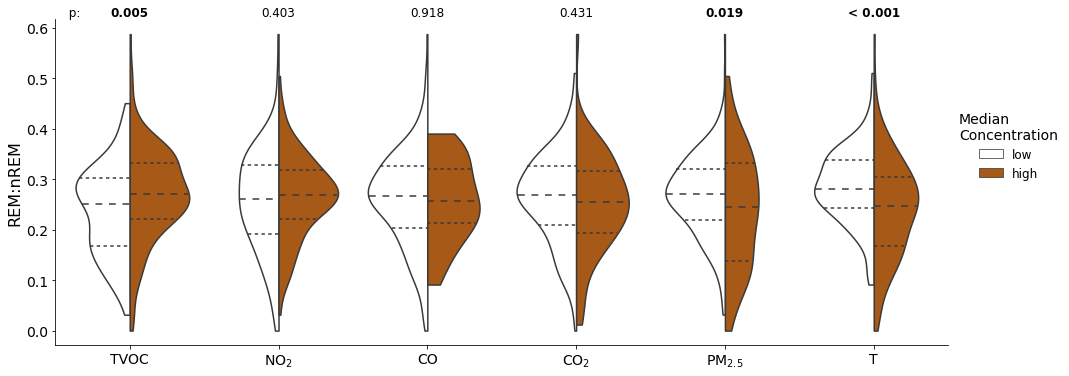 p: 0.005 0.403 0.918 0.431 0.019 < 0.001
0.6
0.5
0.4
0.3
0.2
0.1
0.0
REM:nREM
TVOC NO₂ CO CO₂ PM₂.₅ T
Median
Concentration
low
high